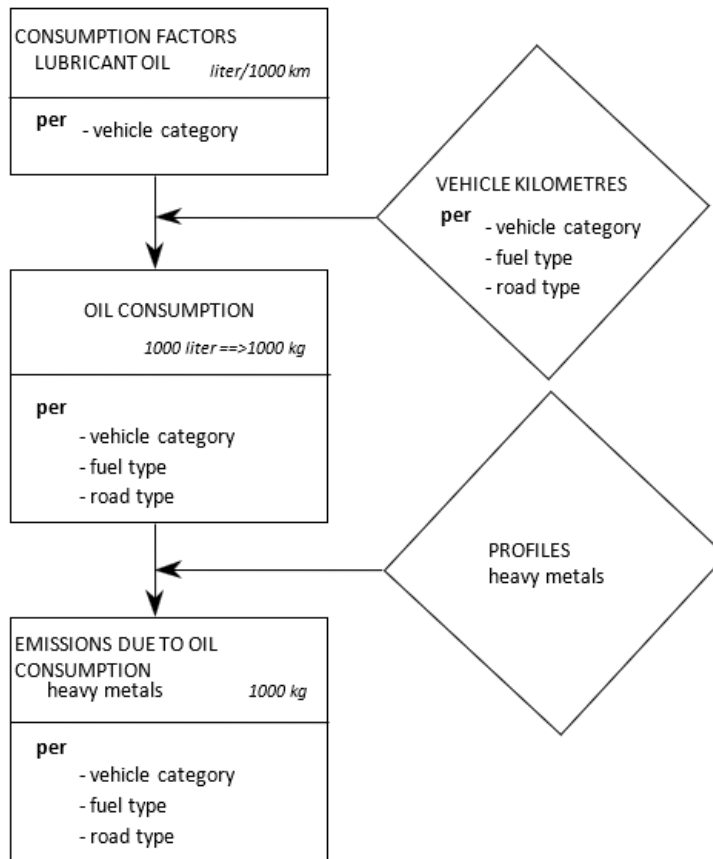 CONSUMPTION FACTORS
LUBRICANT OIL liter/1000 km
per - vehicle category
VEHICLE KILOMETRES
per - vehicle category
- fuel type
- road type
OIL CONSUMPTION
1000 liter ==>1000 kg
per
- vehicle category
- fuel type
- road type
PROFILES
heavy metals
EMISSIONS DUE TO OIL
CONSUMPTION
heavy metals 1000 kg
per
- vehicle category
- fuel type
- road type